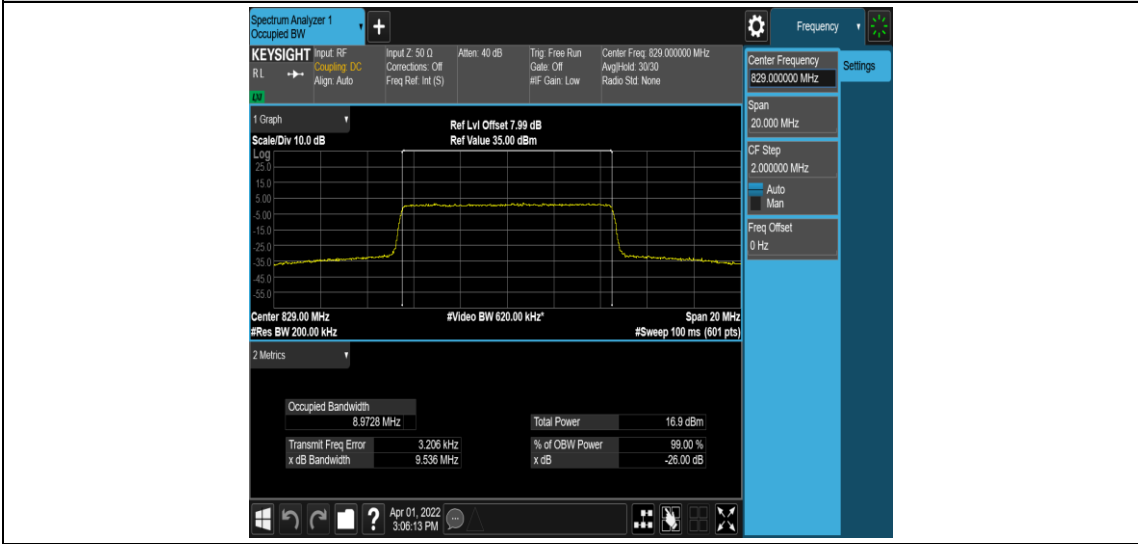 Spectrum Analyzer 1
Occupied BW
+
Frequency
KEYSIGHT
RL
Input: RF
Coupling: DC
Align: Auto
Input Z: 50 Ω
Corrections: Off
Freq Ref: Int (S)
Atten: 40 dB
Trig: Free Run
Gate: Off
#IF Gain: Low
Center Freq: 829.000000 MHz
Avg|Hold: 30/30
Radio Std: None
Center Frequency
829.000000 MHz
Settings
Span
20.000 MHz
CF Step
2.000000 MHz
Auto
Man
Freq Offset
0 Hz
1 Graph
Scale/Div 10.0 dB
Ref Lvl Offset 7.99 dB
Ref Value 35.00 dBm
Log
25.0
15.0
5.00
-5.00
-15.0
-25.0
-35.0
-45.0
-55.0
Center 829.00 MHz
#Video BW 620.00 kHz*
Span 20 MHz
#Res BW 200.00 kHz
#Sweep 100 ms (601 pts)
2 Metrics
Occupied Bandwidth
8.9728 MHz
Total Power 16.9 dBm
Transmit Freq Error 3.206 kHz
% of OBW Power 99.00 %
x dB Bandwidth 9.536 MHz
x dB -26.00 dB
?
Apr 01, 2022
3:06:13 PM